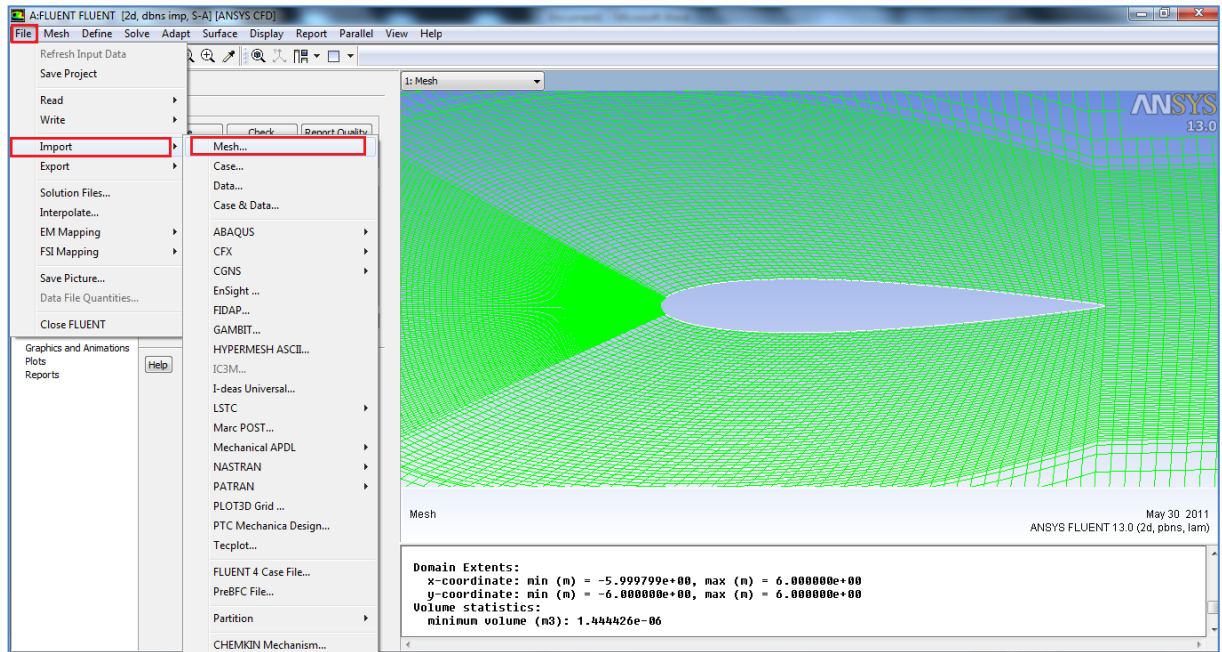 A:FLUENT FLUENT [2d, dbns imp, S-A] [ANSYS CFD]
File Mesh Define Solve Adapt Surface Display Report Parallel View Help
Refresh Input Data
Save Project
Read
Write
Import
Export
Solution Files...
Interpolate...
EM Mapping
FSI Mapping
Save Picture...
Data File Quantities...
Close FLUENT
Graphics and Animations
Plots
Reports
Help
Check Report Quality
Mesh...
Case...
Data...
Case & Data...
ABAQUS
CFX
CGNS
EnSight ...
FIDAP...
GAMBIT...
HYPERMESH ASCII...
IC3M...
I-deas Universal...
LSTC
Marc POST...
Mechanical APDL
NASTRAN
PATRAN
PLOT3D Grid ...
PTC Mechanica Design...
Tecplot...
FLUENT 4 Case File...
PreBFC File...
Partition
CHEMKIN Mechanism...
1: Mesh
ANSYS
13.0
Mesh
May 30 2011
ANSYS FLUENT 13.0 (2d, pbns, lam)
Domain Extents:
x-coordinate: min (m) = -5.999799e+00, max (m) = 6.000000e+00
y-coordinate: min (m) = -6.000000e+00, max (m) = 6.000000e+00
Volume statistics:
minimum volume (m3): 1.444426e-06